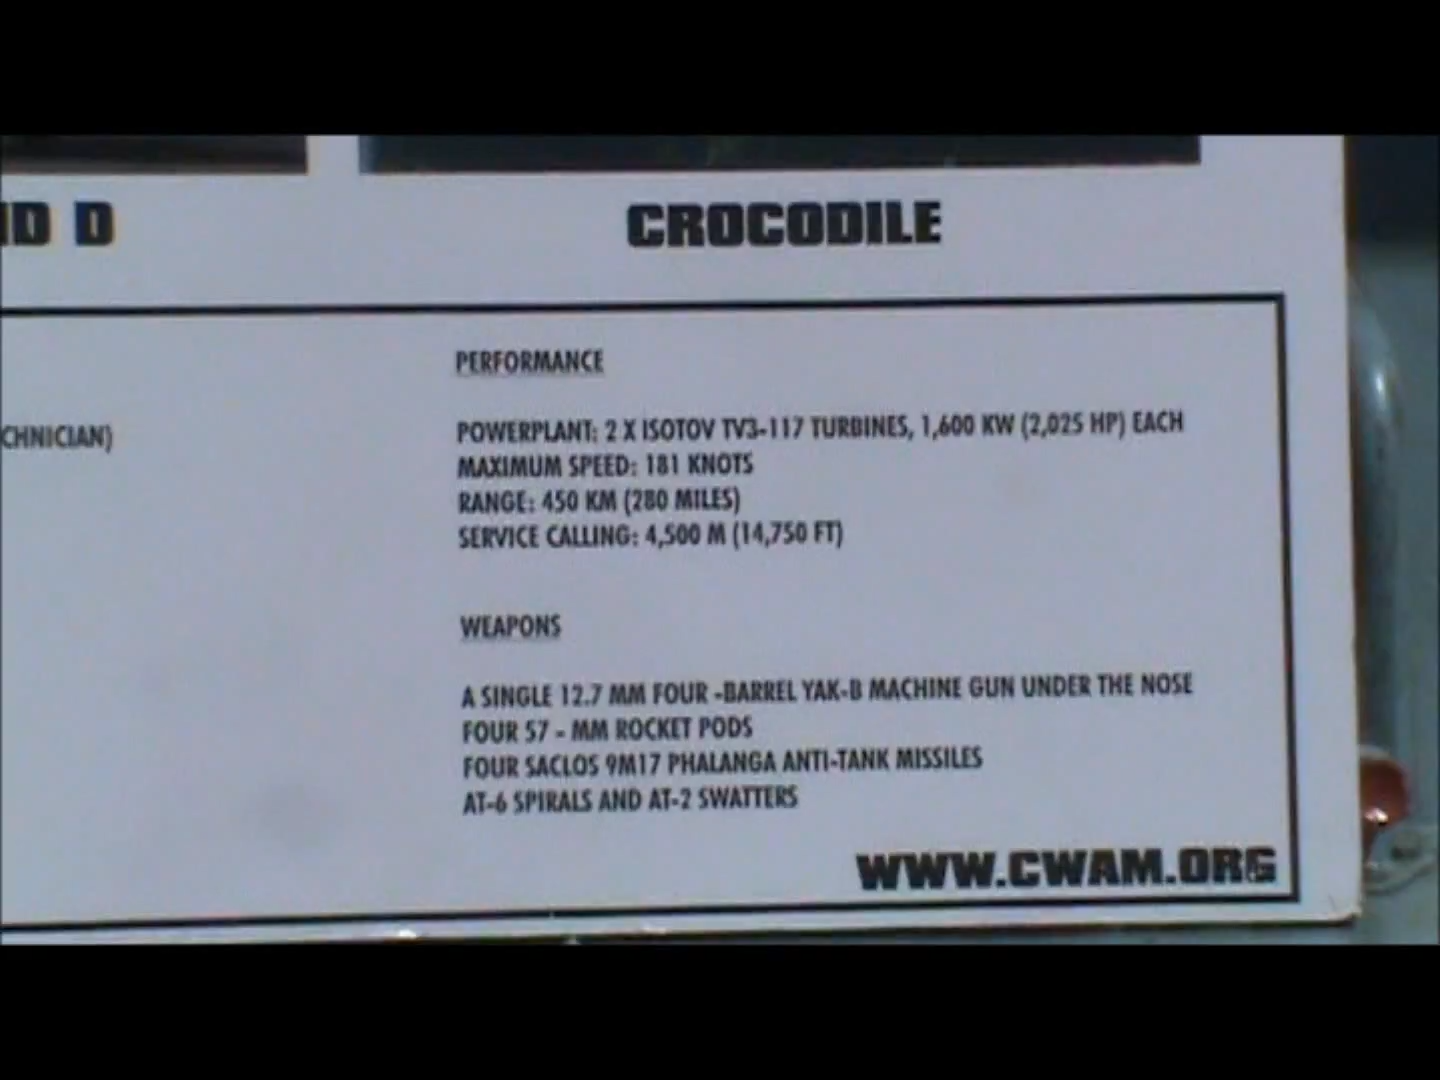 ID D
CROCODILE
CHNICIAN)
PERFORMANCE
POWERPLANT: 2 X ISOTOV TV3-117 TURBINES, 1,600 KW (2,025 HP) EACH
MAXIMUM SPEED: 181 KNOTS
RANGE: 450 KM (280 MILES)
SERVICE CALLING: 4,500 M (14,750 FT)
WEAPONS
A SINGLE 12.7 MM FOUR -BARREL YAK-B MACHINE GUN UNDER THE NOSE
FOUR 57 - MM ROCKET PODS
FOUR SACLOS 9M17 PHALANGA ANTI-TANK MISSILES
AT-6 SPIRALS AND AT-2 SWATTERS
WWW.CWAM.ORG